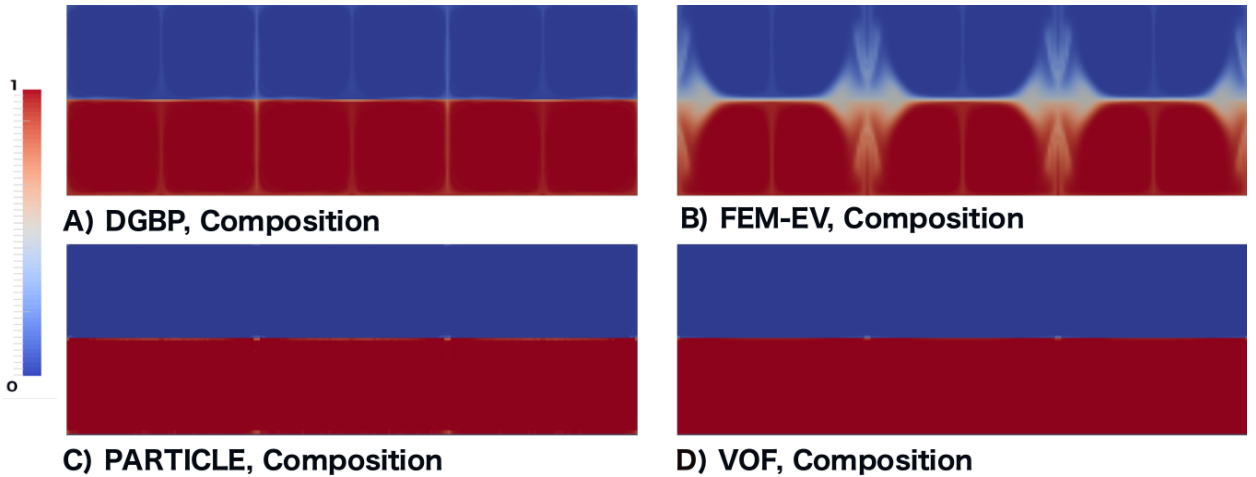 1
0
A) DGBP, Composition
B) FEM-EV, Composition
C) PARTICLE, Composition
D) VOF, Composition